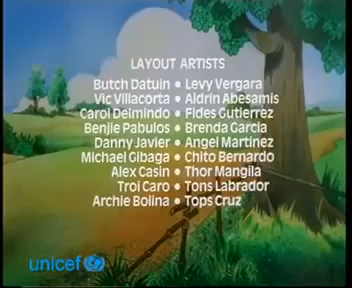 LAYOUT ARTISTS
Butch Datuin • Levy Vergara
Vic Villacorta • Aldrin Abesamis
Carol Deimindo • Fides Gutierrez
Benjie Pabulos • Brenda Garcia
Danny Javier • Angel Martinez
Michael Gibaga • Chito Bernardo
Alex Casin • Thor Mangila
Troi Caro • Tons Labrador
Archie Bolina • Tops Cruz
unicef